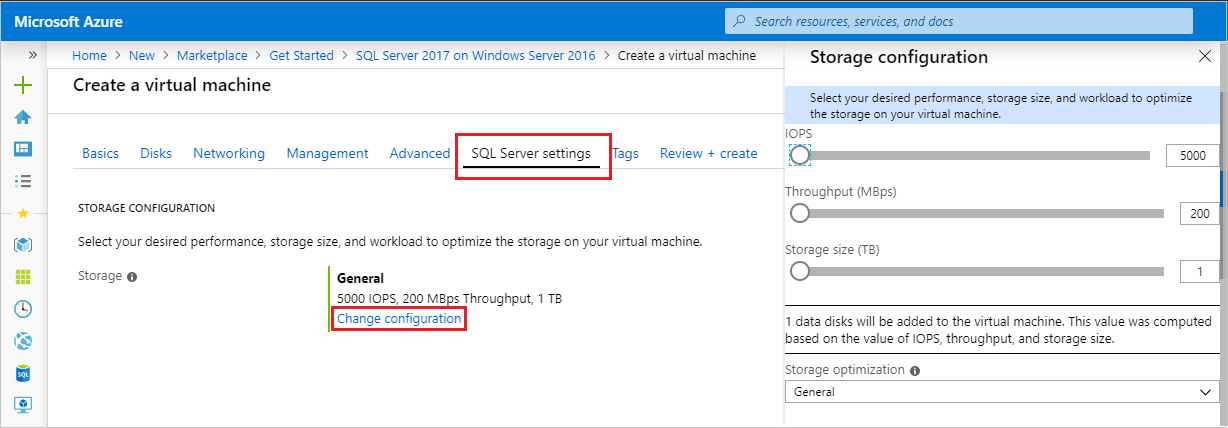 Microsoft Azure
Search resources, services, and docs
Home > New > Marketplace > Get Started > SQL Server 2017 on Windows Server 2016 > Create a virtual machine
Create a virtual machine
Basics Disks Networking Management Advanced SQL Server settings Tags Review + create
STORAGE CONFIGURATION
Select your desired performance, storage size, and workload to optimize the storage on your virtual machine.
Storage
General
5000 IOPS, 200 MBps Throughput, 1 TB
Change configuration
SQL
Storage configuration
Select your desired performance, storage size, and workload to optimize
the storage on your virtual machine.
IOPS
5000
Throughput (MBps)
200
Storage size (TB)
1
1 data disks will be added to the virtual machine. This value was computed
based on the value of IOPS, throughput, and storage size.
Storage optimization
General